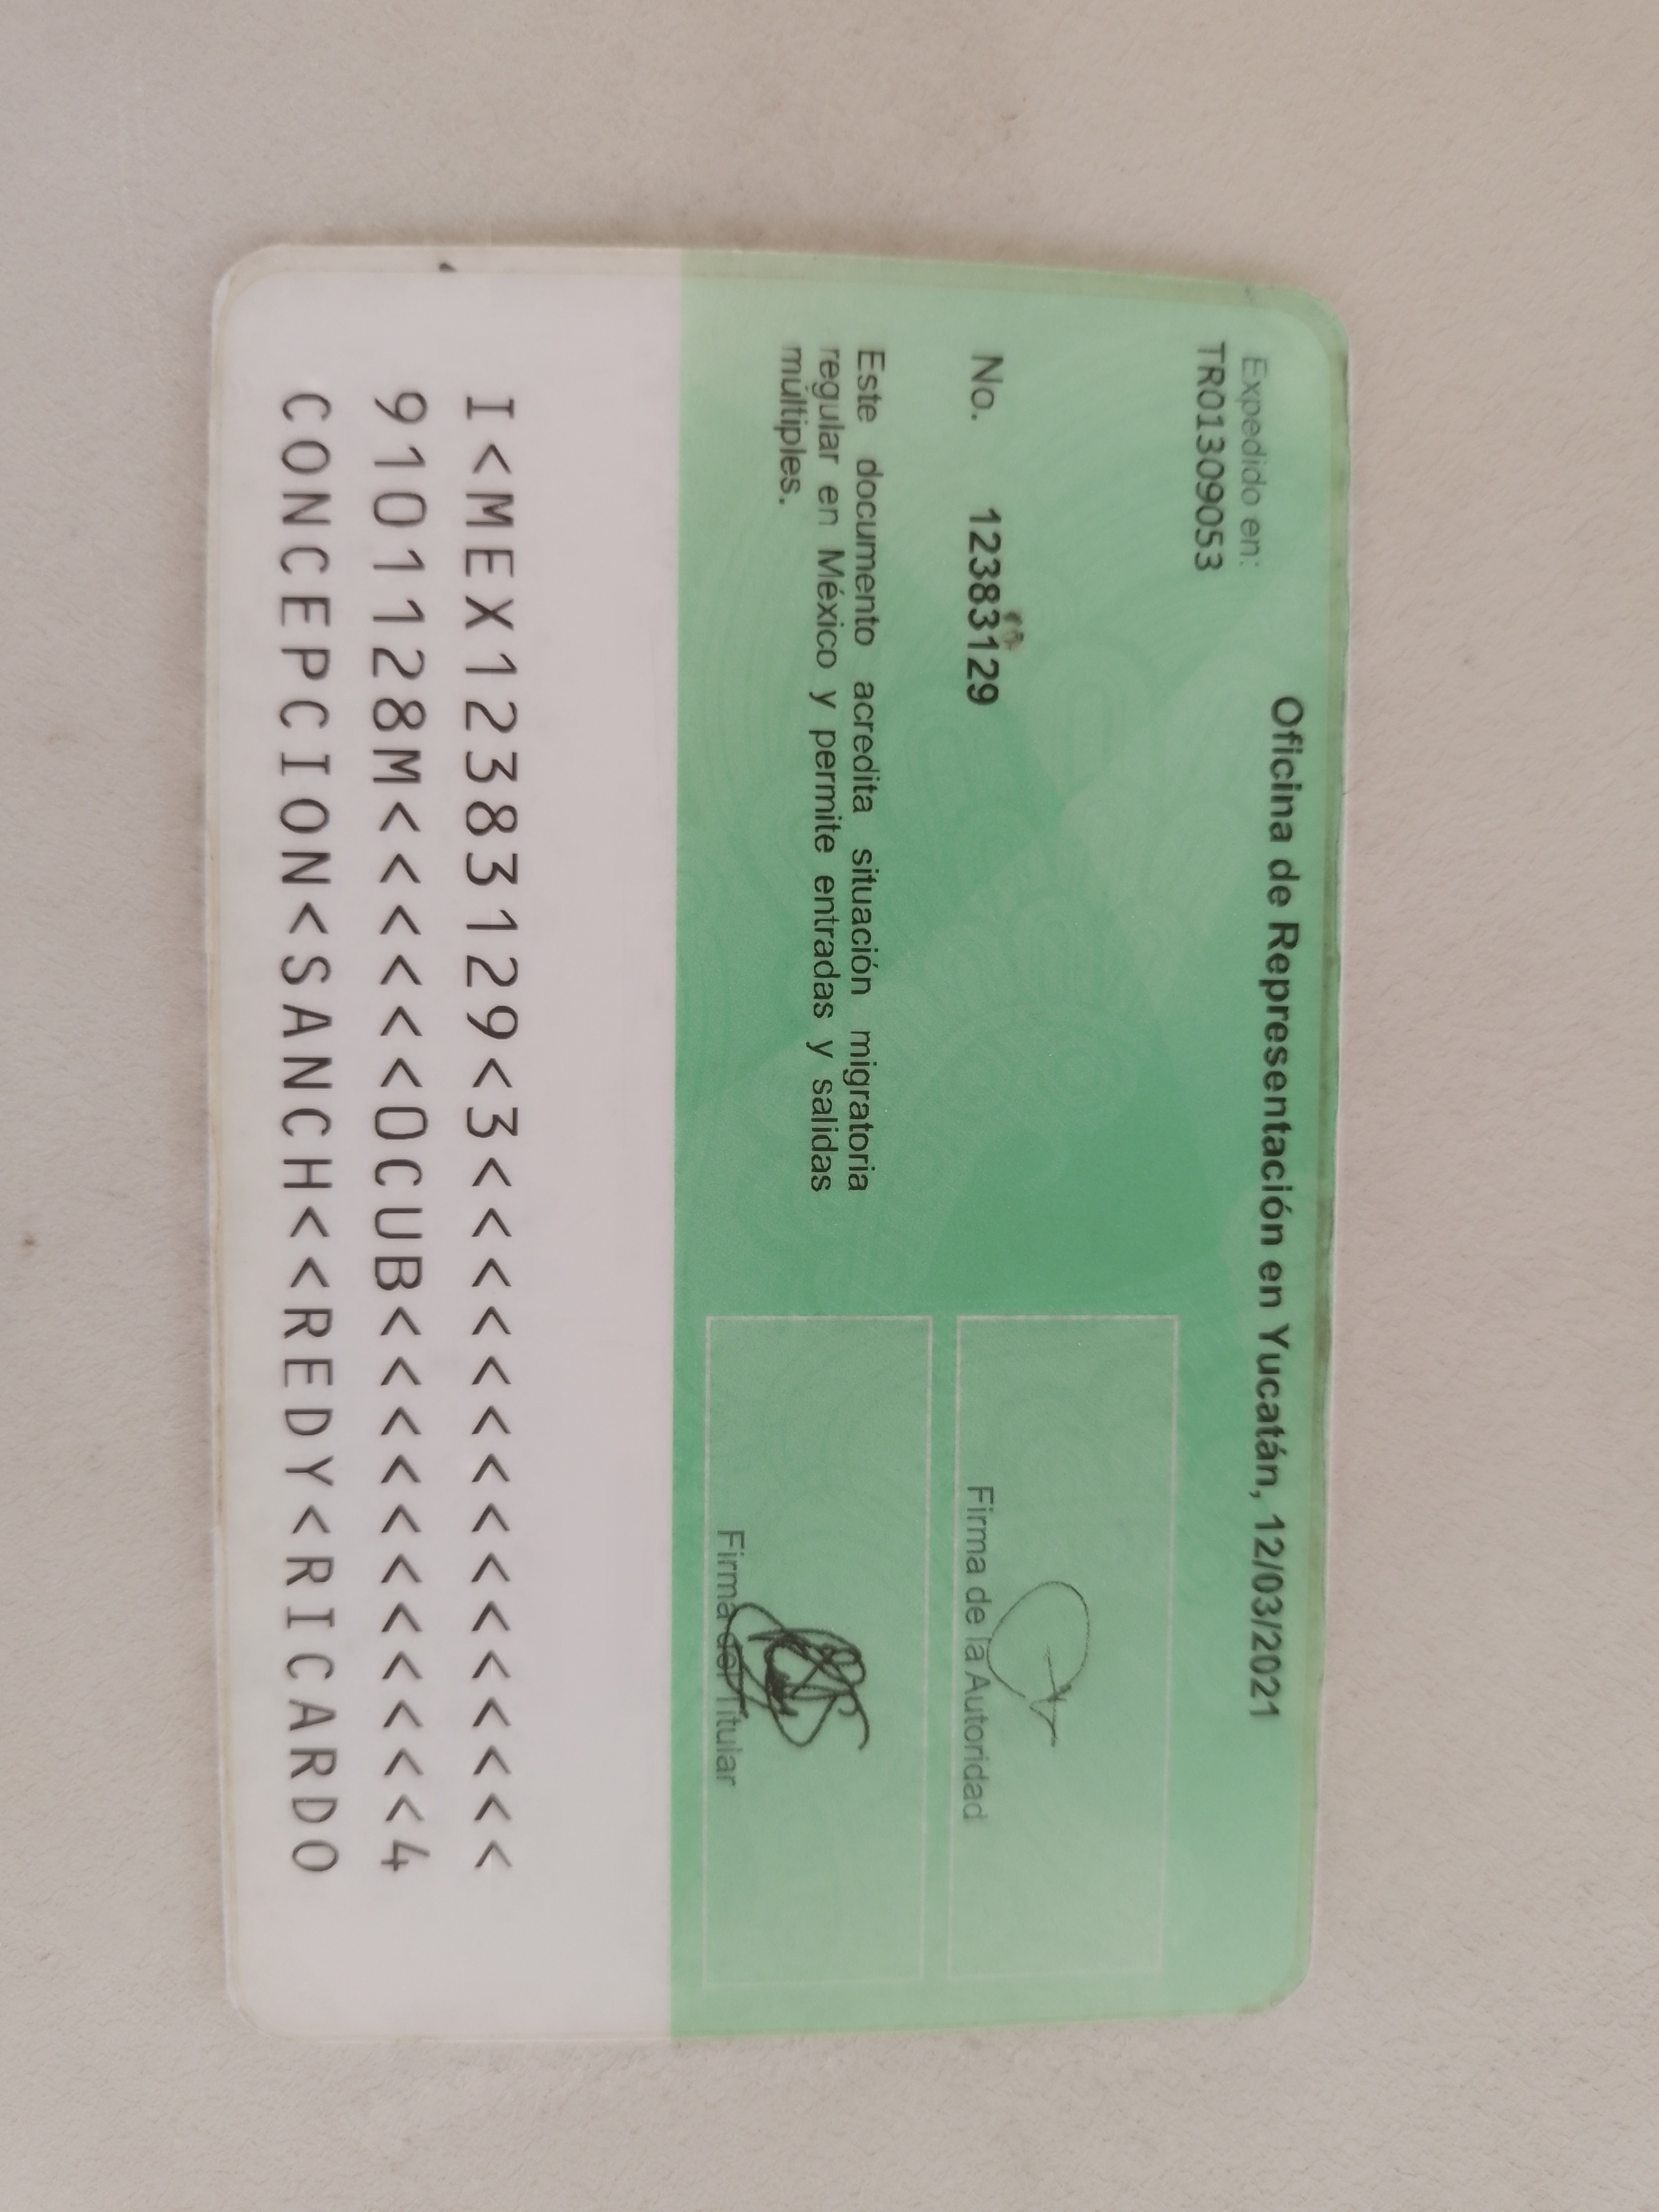 Oficina de Representación en Yucatán, 12/03/2021
Expedido en:
TR01309053
No. 12383129
Este documento acredita situación migratoria
regular en México y permite entradas y salidas
múltiples.
Firma de la Autoridad
Firma del Titular
I<MEX12383129<3<<<<<<<<<<<<<<<
9101128M<<<<<<0CUB<<<<<<<<<<<4
CONCEPCION<SANCH<<REDY<RICARDO